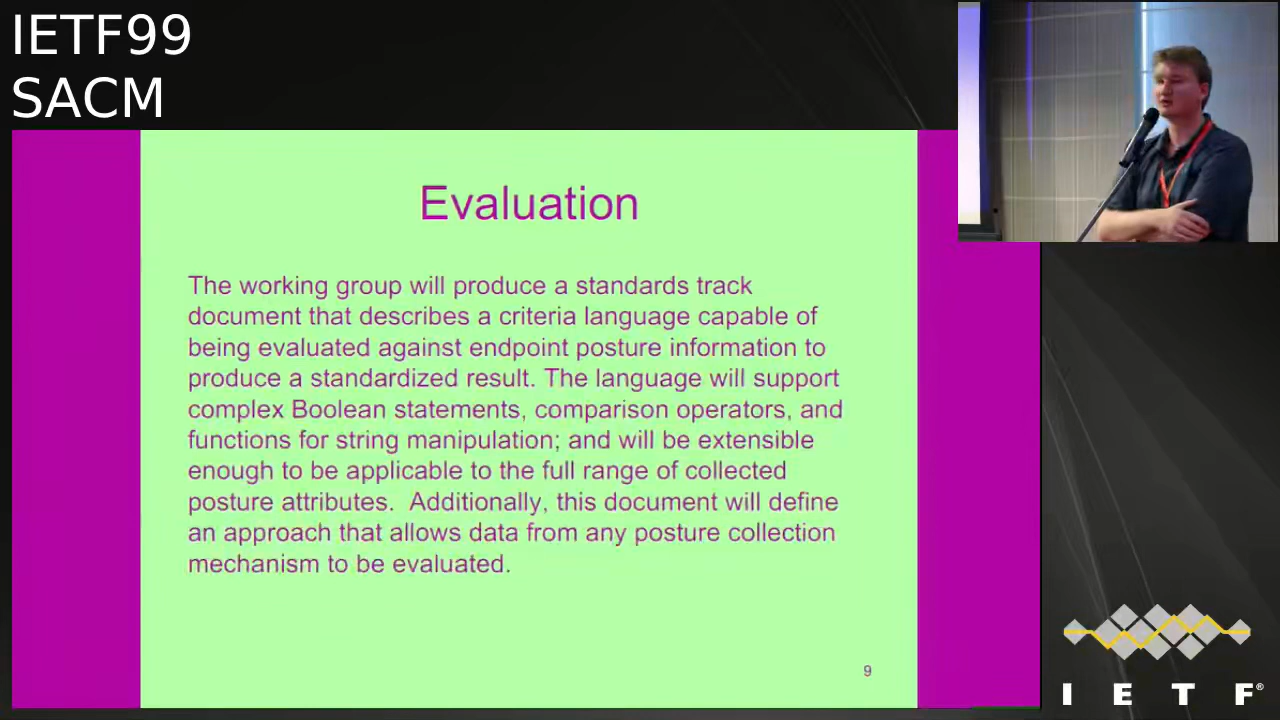 IETF99
SACM
Evaluation
The working group will produce a standards track
document that describes a criteria language capable of
being evaluated against endpoint posture information to
produce a standardized result. The language will support
complex Boolean statements, comparison operators, and
functions for string manipulation; and will be extensible
enough to be applicable to the full range of collected
posture attributes.  Additionally, this document will define
an approach that allows data from any posture collection
mechanism to be evaluated.
9
I E T F®